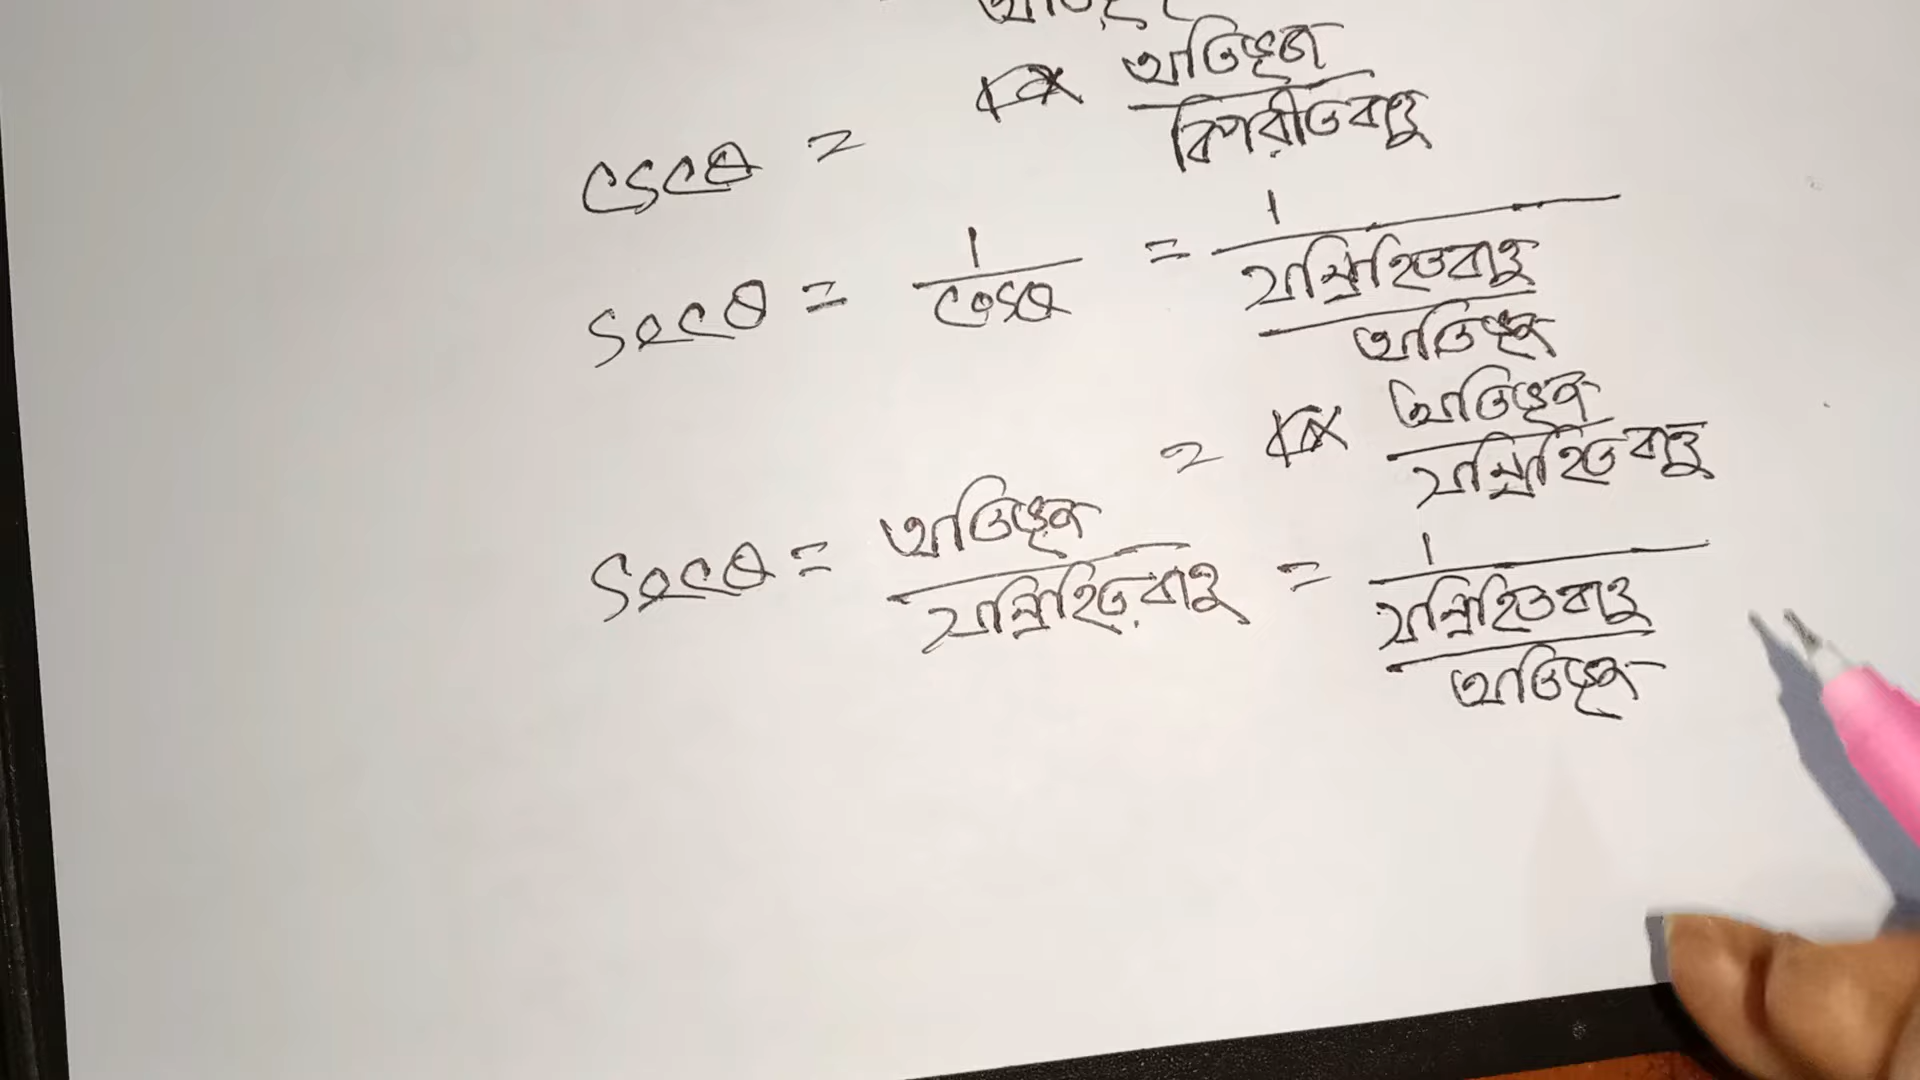 cscθ = অতিভূজ / বিপরীতবাহু
secθ = 1 / cosθ = 1 / সন্নিহিতবাহু / অতিভূজ
= অতিভূজ / সন্নিহিতবাহু
secθ = অতিভূজ / সন্নিহিতবাহু = 1 / সন্নিহিতবাহু / অতিভূজ